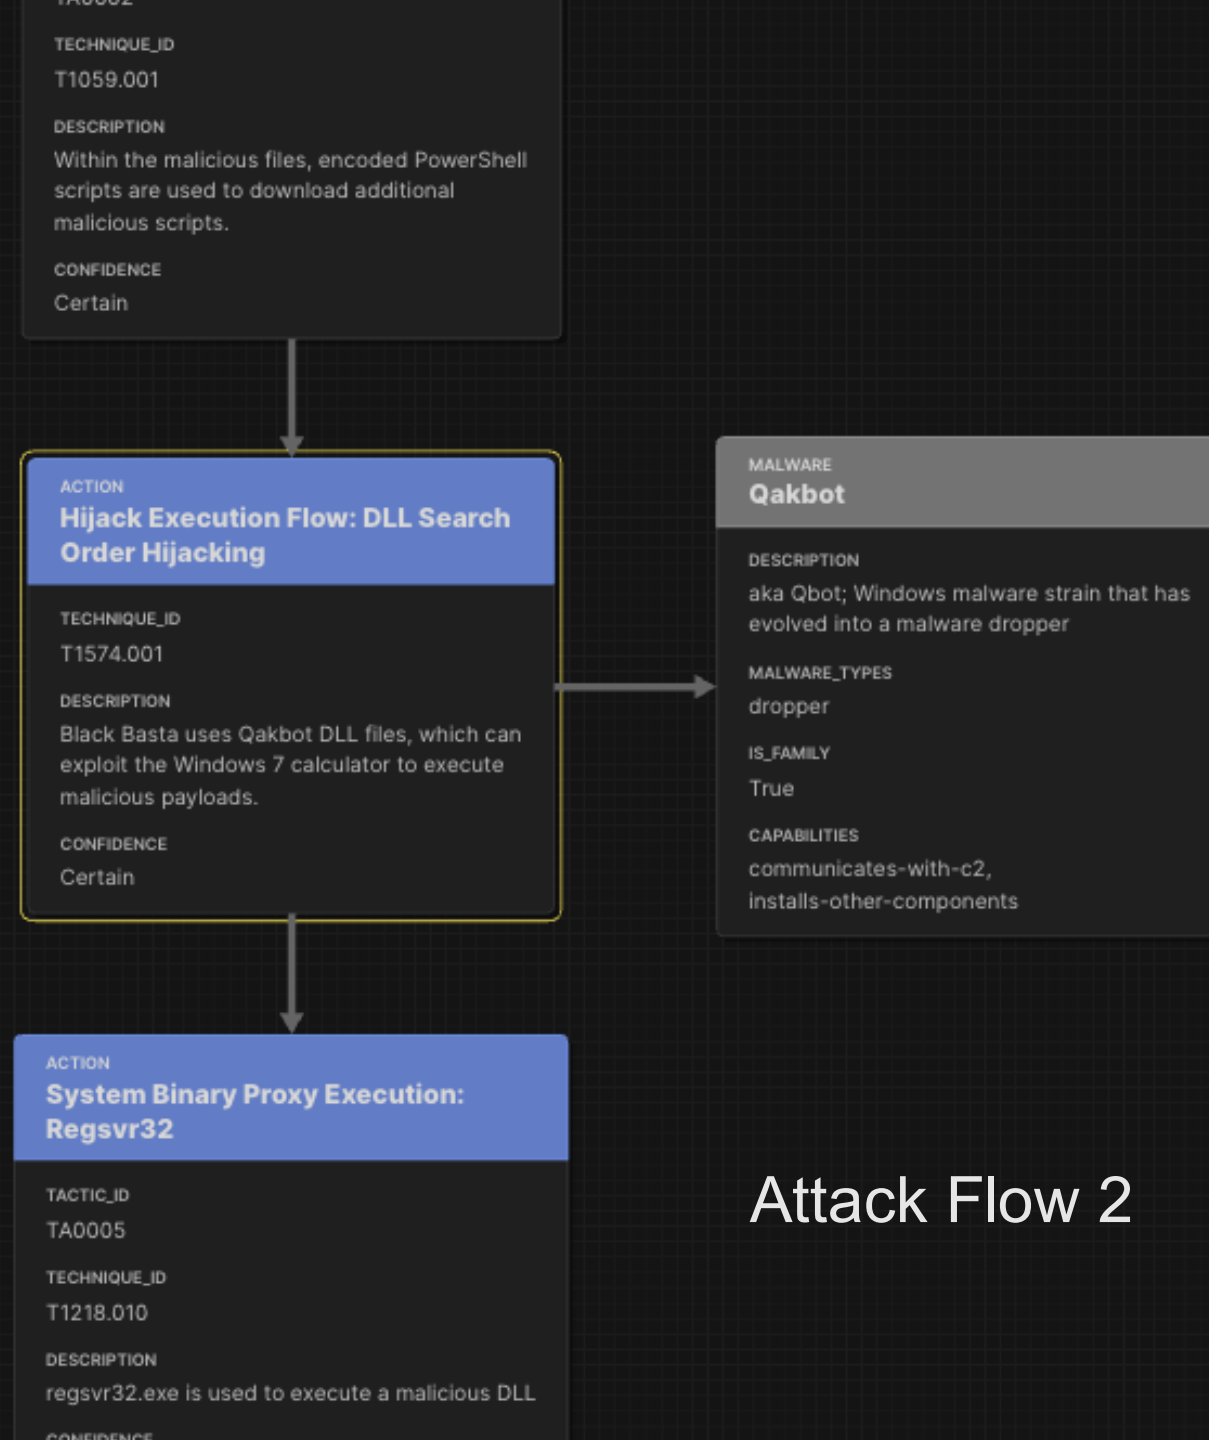 TA0002
TECHNIQUE_ID
T1059.001
DESCRIPTION
Within the malicious files, encoded PowerShell
scripts are used to download additional
malicious scripts.
CONFIDENCE
Certain
ACTION
Hijack Execution Flow: DLL Search
Order Hijacking
TECHNIQUE_ID
T1574.001
DESCRIPTION
Black Basta uses Qakbot DLL files, which can
exploit the Windows 7 calculator to execute
malicious payloads.
CONFIDENCE
Certain
MALWARE
Qakbot
DESCRIPTION
aka Qbot; Windows malware strain that has
evolved into a malware dropper
MALWARE_TYPES
dropper
IS_FAMILY
True
CAPABILITIES
communicates-with-c2,
installs-other-components
ACTION
System Binary Proxy Execution:
Regsvr32
TACTIC_ID
TA0005
TECHNIQUE_ID
T1218.010
DESCRIPTION
regsvr32.exe is used to execute a malicious DLL
CONFIDENCE
Attack Flow 2